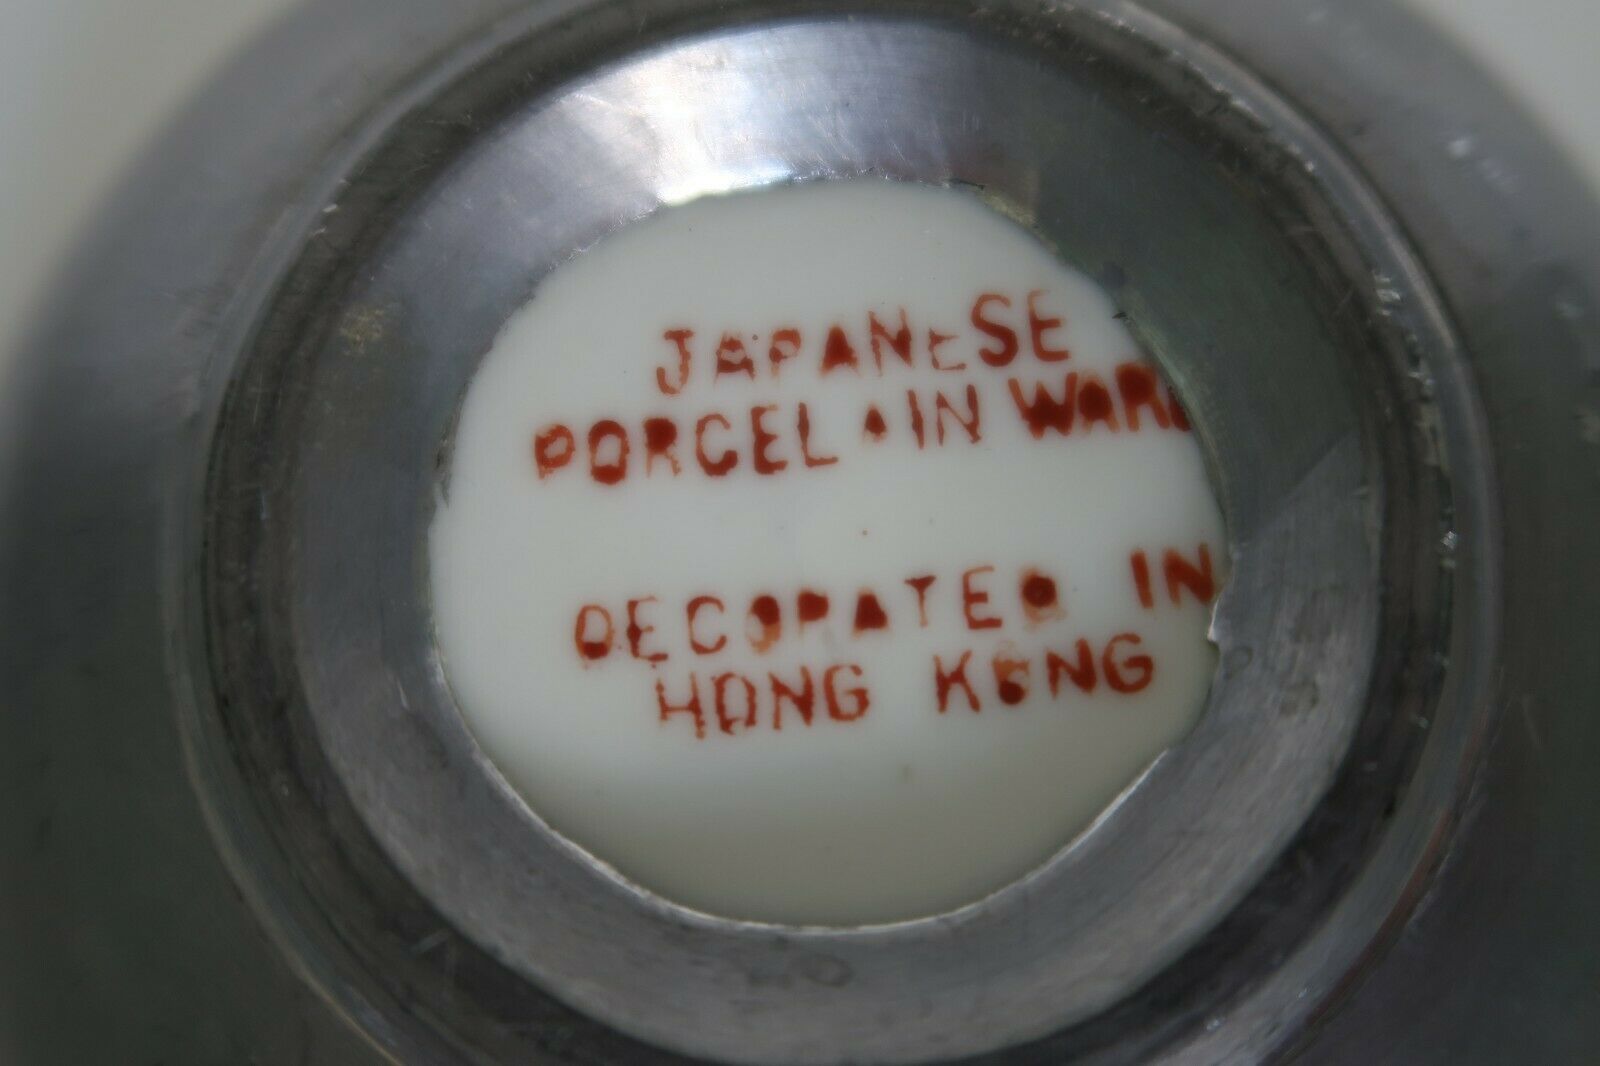 JAPANESE
PORCELAIN WARE
DECORATED IN
HONG KONG